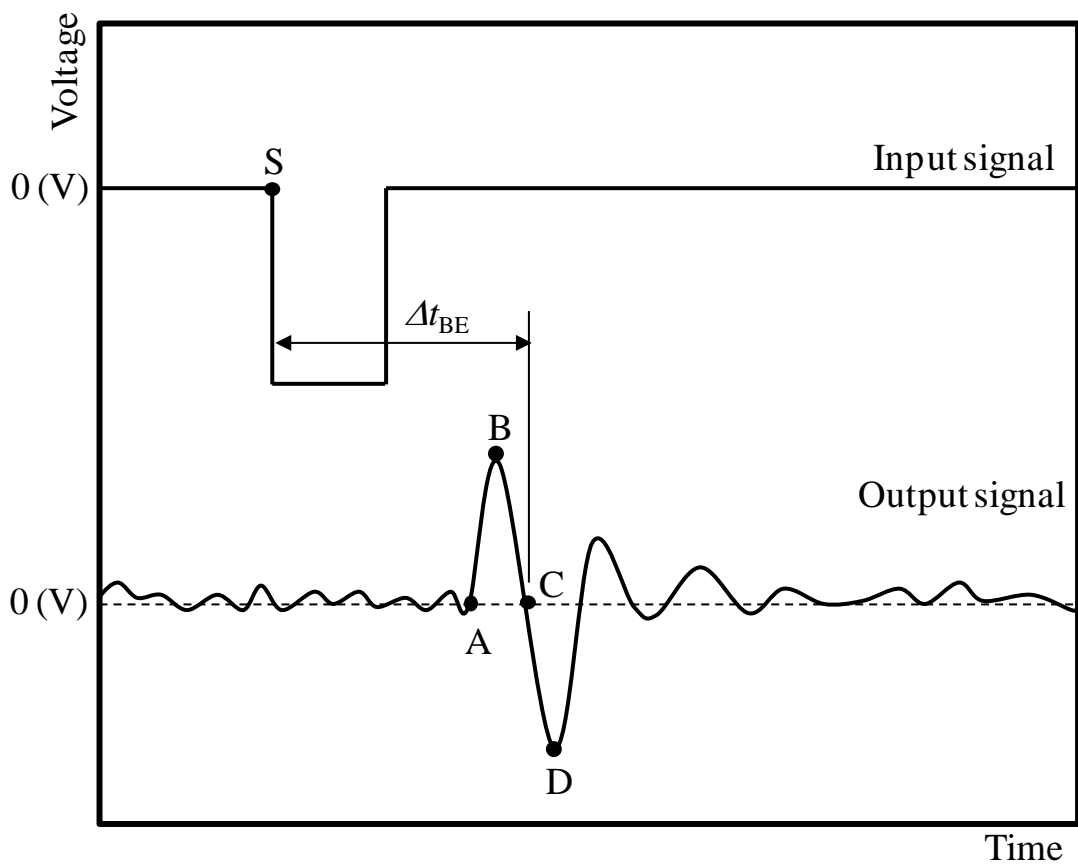 Voltage
S
Input signal
0 (V)
Δt_BE
B
Output signal
0 (V)
C
A
D
Time